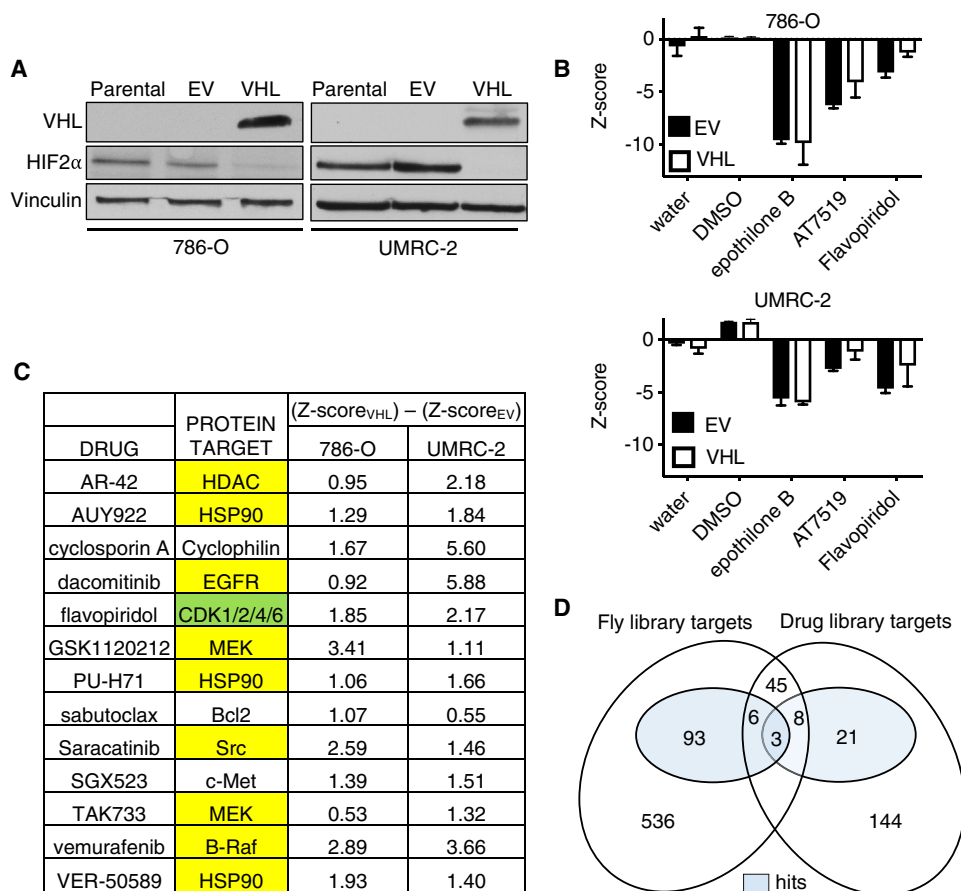 A
Parental EV VHL Parental EV VHL
VHL
HIF2α
Vinculin
786-O UMRC-2
B
786-O
Z-score
0
-5
-10
EV
VHL
water DMSO epothilone B AT7519 Flavopiridol
UMRC-2
Z-score
0
-5
-10
EV
VHL
water DMSO epothilone B AT7519 Flavopiridol
C
(Z-scoreVHL) – (Z-scoreEV)
DRUG PROTEIN TARGET 786-O UMRC-2
AR-42 HDAC 0.95 2.18
AUY922 HSP90 1.29 1.84
cyclosporin A Cyclophilin 1.67 5.60
dacomitinib EGFR 0.92 5.88
flavopiridol CDK1/2/4/6 1.85 2.17
GSK1120212 MEK 3.41 1.11
PU-H71 HSP90 1.06 1.66
sabutoclax Bcl2 1.07 0.55
Saracatinib Src 2.59 1.46
SGX523 c-Met 1.39 1.51
TAK733 MEK 0.53 1.32
vemurafenib B-Raf 2.89 3.66
VER-50589 HSP90 1.93 1.40
D
Fly library targets Drug library targets
45
6 8
93 3 21
536 144
hits